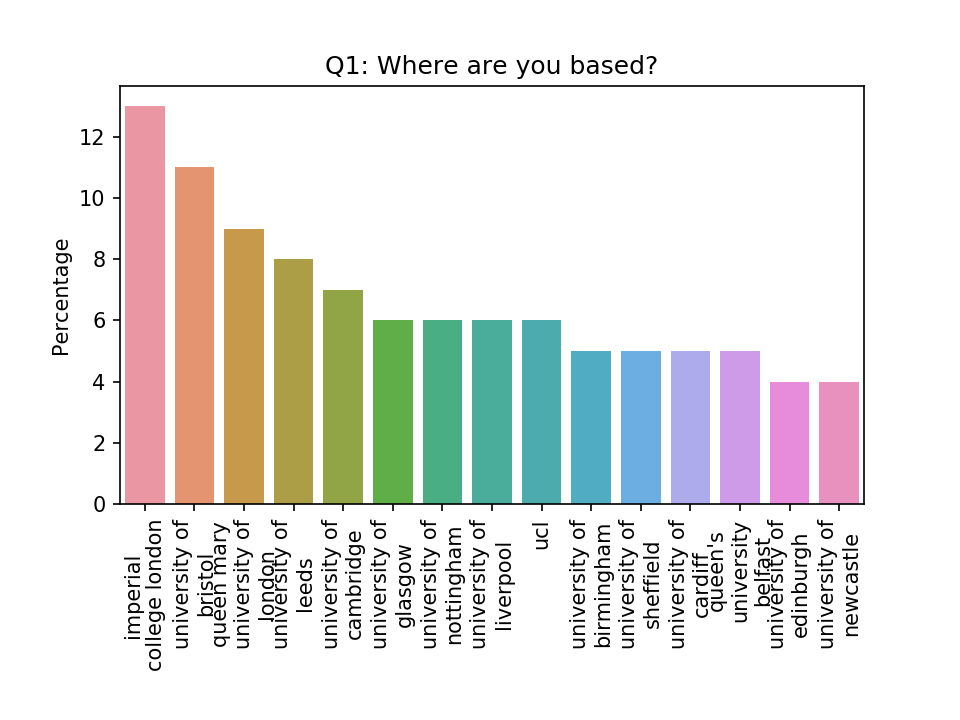 Q1: Where are you based?
Percentage
12
10
8
6
4
2
0
imperial
college london
university of
bristol
queen mary
university of
london
university of
leeds
university of
cambridge
university of
glasgow
university of
nottingham
university of
liverpool
ucl
university of
birmingham
university of
sheffield
university of
cardiff
queen's
university
belfast
university of
edinburgh
university of
newcastle